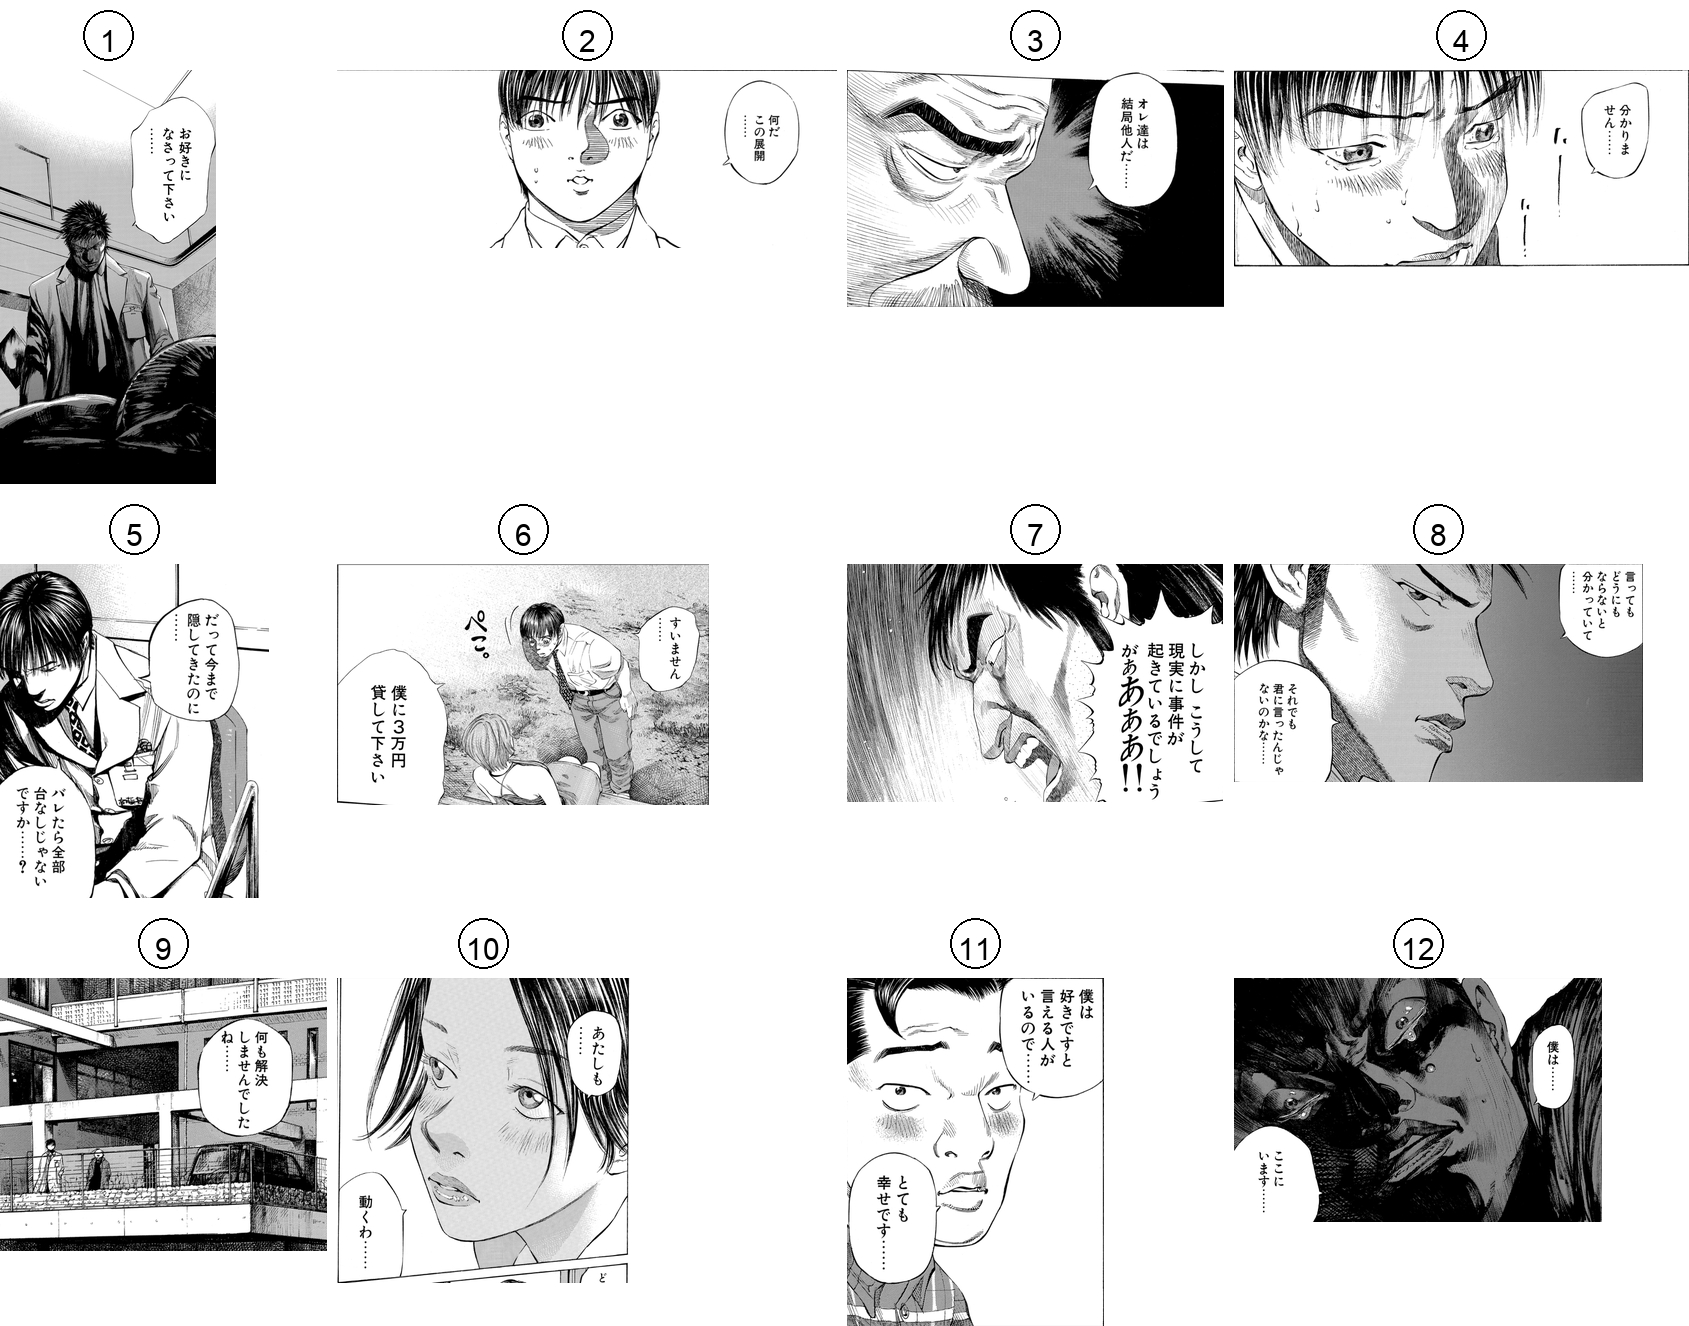 1
お好きに
なさって下さい
……
2
何だ
この展開
……
3
オレ達は
結局他人だ……
4
分かりま
せん……
5
だって今まで
隠してきたのに
……
バレたら全部
台なしじゃない
ですか……？
6
すいません
……
ぺこ。
僕に3万円
貸して下さい
7
しかし こうして
現実に事件が
起きているでしょう
がああああ!!
8
言っても
どうにも
ならないと
分かっていて
……
それでも
君に言ったんじゃ
ないのかな……
9
何も解決
しませんでした
ね……
10
あたしも
……
動くわ……
ど
11
僕は
好きですと
言える人が
いるので……
とても
幸せです……
12
僕は……
ここに
います……